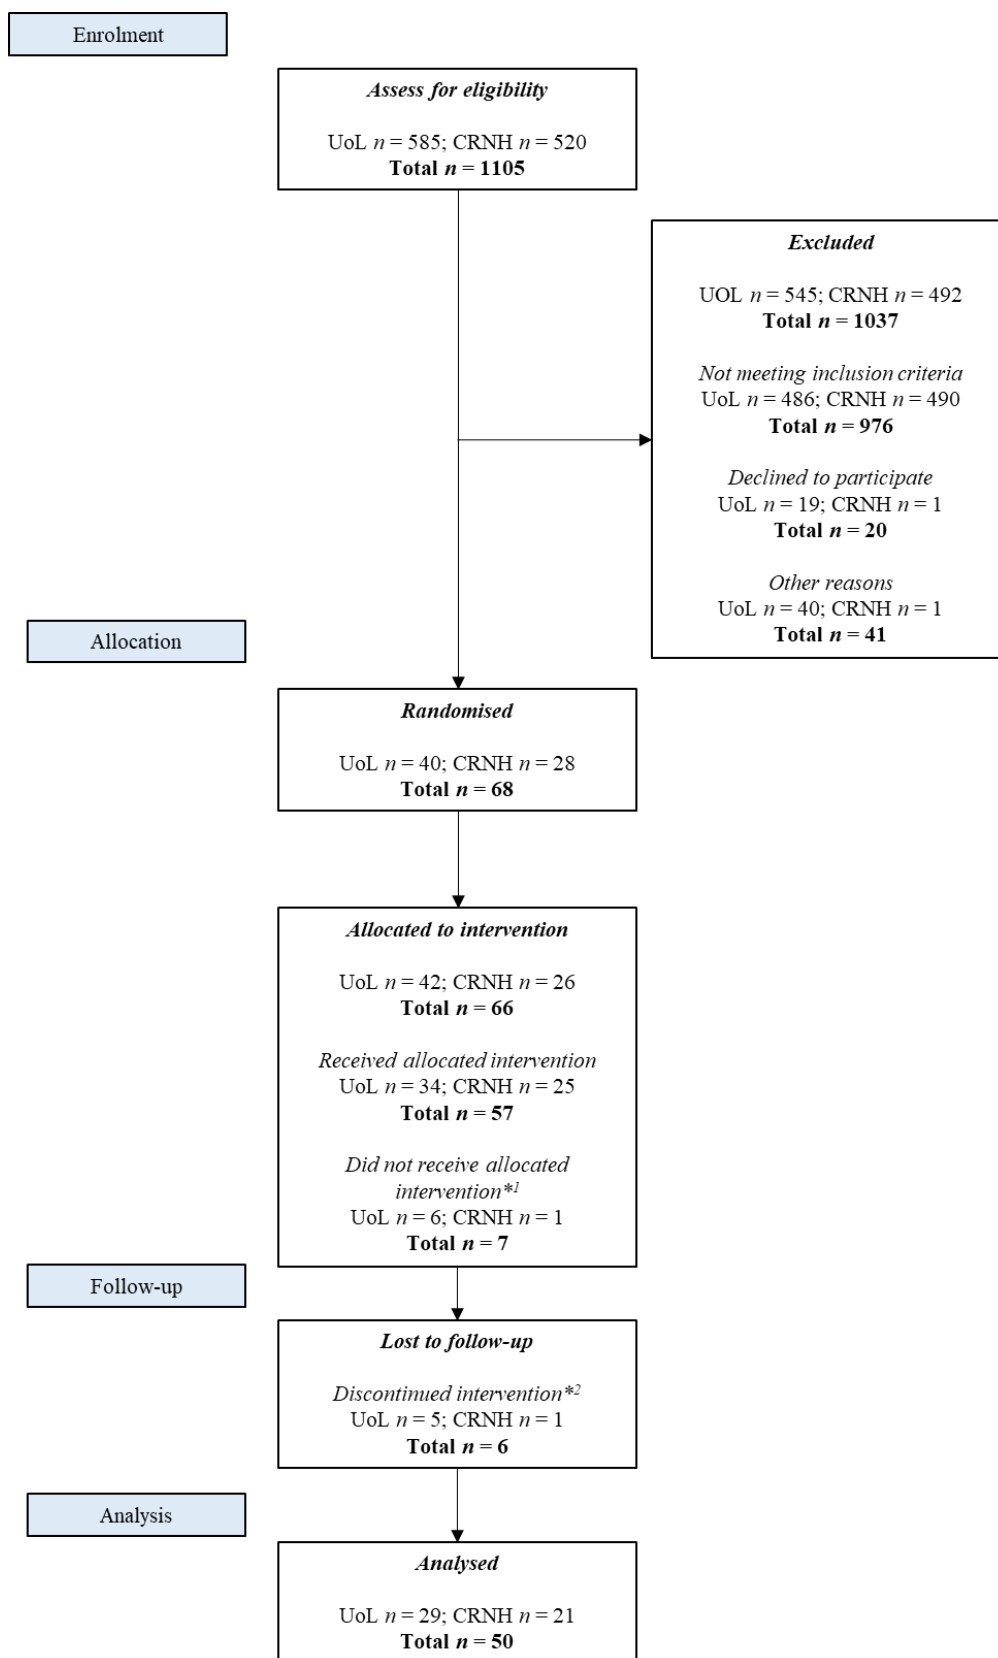 Enrolment
Assess for eligibility
UoL n = 585; CRNH n = 520
Total n = 1105
Excluded
UOL n = 545; CRNH n = 492
Total n = 1037
Not meeting inclusion criteria
UoL n = 486; CRNH n = 490
Total n = 976
Declined to participate
UoL n = 19; CRNH n = 1
Total n = 20
Other reasons
UoL n = 40; CRNH n = 1
Total n = 41
Allocation
Randomised
UoL n = 40; CRNH n = 28
Total n = 68
Allocated to intervention
UoL n = 42; CRNH n = 26
Total n = 66
Received allocated intervention
UoL n = 34; CRNH n = 25
Total n = 57
Did not receive allocated
intervention*1
UoL n = 6; CRNH n = 1
Total n = 7
Follow-up
Lost to follow-up
Discontinued intervention*2
UoL n = 5; CRNH n = 1
Total n = 6
Analysis
Analysed
UoL n = 29; CRNH n = 21
Total n = 50